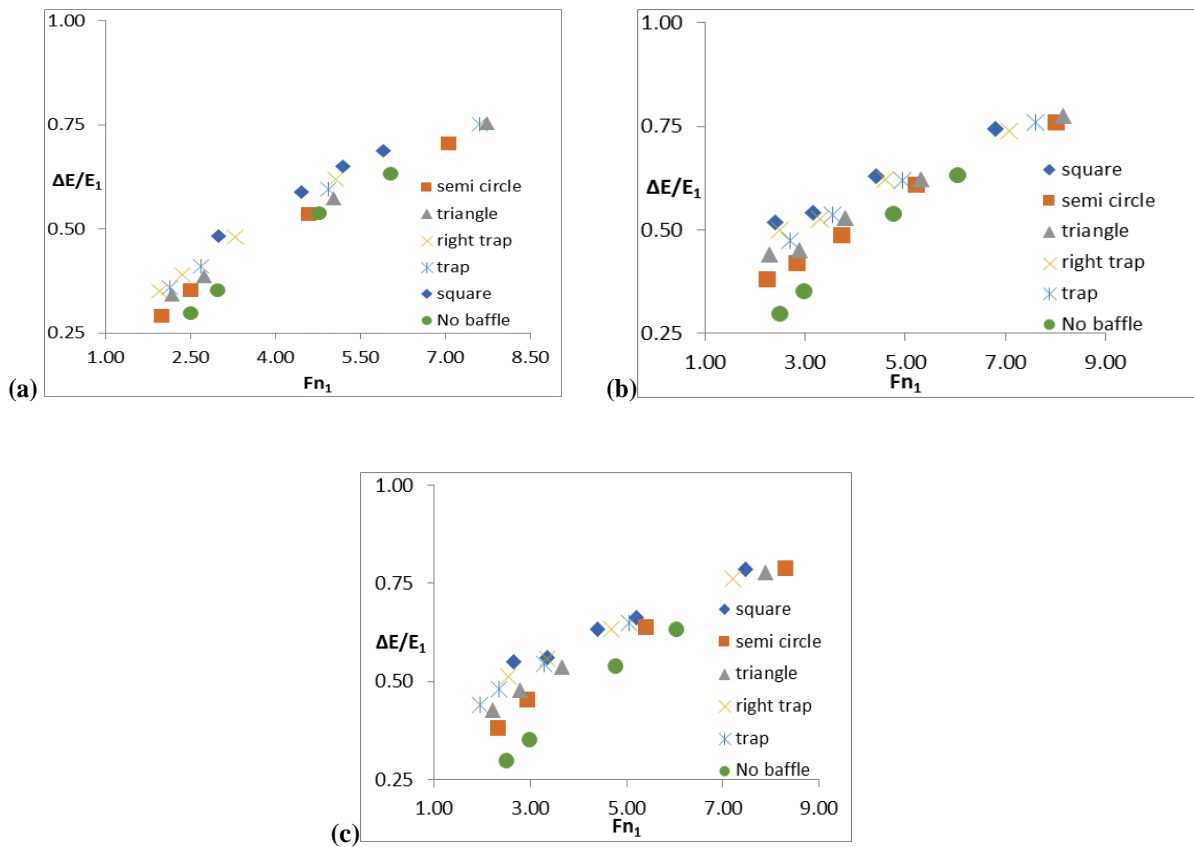 1.00
0.75
ΔE/E1
0.50
0.25
1.00 2.50 4.00 5.50 7.00 8.50
Fn1
semi circle
triangle
right trap
trap
square
No baffle
(a)
1.00
0.75
ΔE/E1
0.50
0.25
1.00 3.00 5.00 7.00 9.00
Fn1
square
semi circle
triangle
right trap
trap
No baffle
(b)
1.00
0.75
ΔE/E1
0.50
0.25
1.00 3.00 5.00 7.00 9.00
Fn1
square
semi circle
triangle
right trap
trap
No baffle
(c)